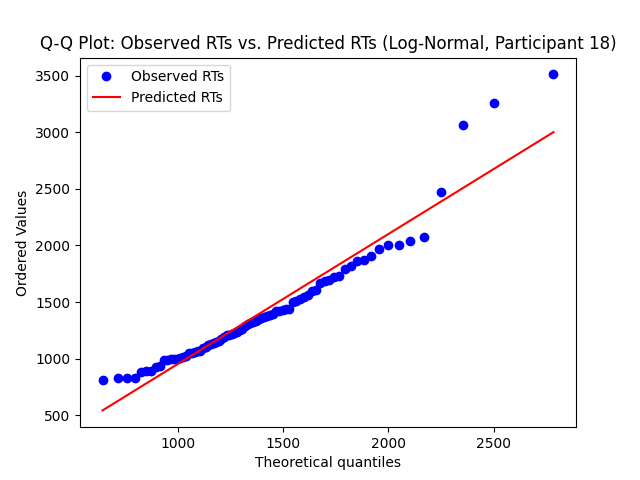 Q-Q Plot: Observed RTs vs. Predicted RTs (Log-Normal, Participant 18)
Observed RTs
Predicted RTs
3500
3000
2500
2000
1500
1000
500
Ordered Values
1000 1500 2000 2500
Theoretical quantiles